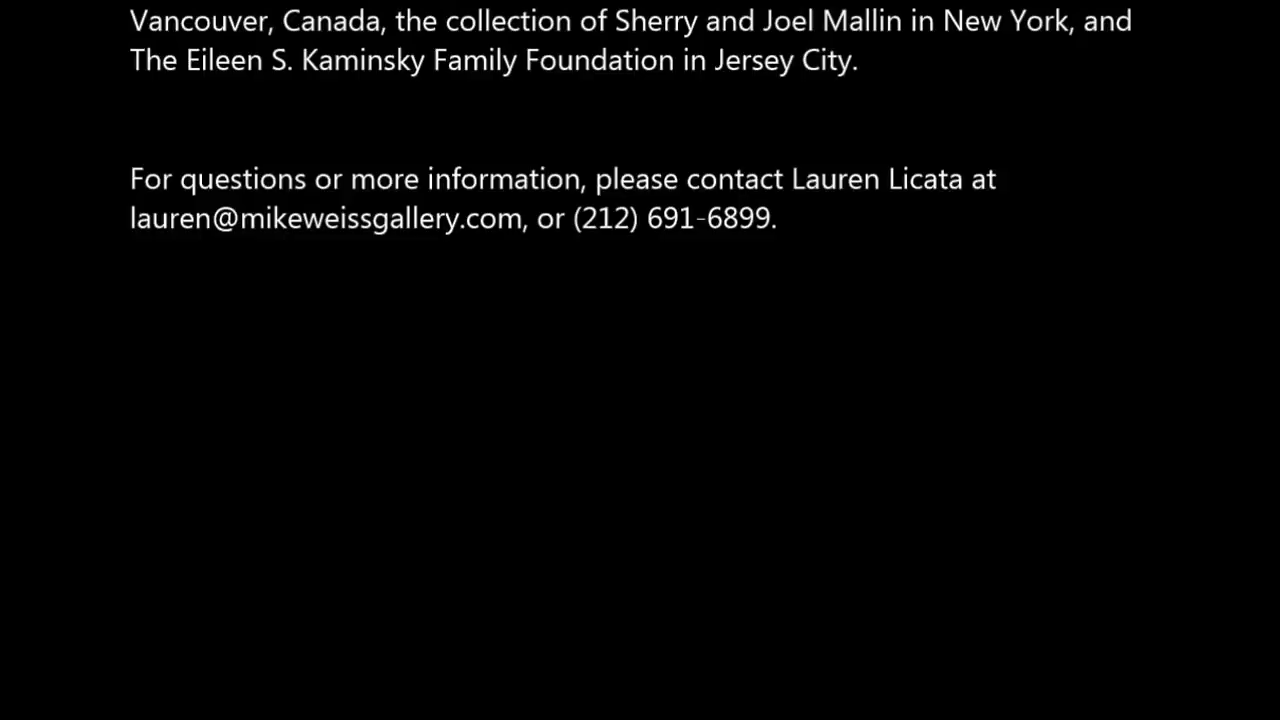 Vancouver, Canada, the collection of Sherry and Joel Mallin in New York, and
The Eileen S. Kaminsky Family Foundation in Jersey City.
For questions or more information, please contact Lauren Licata at
lauren@mikeweissgallery.com, or (212) 691-6899.